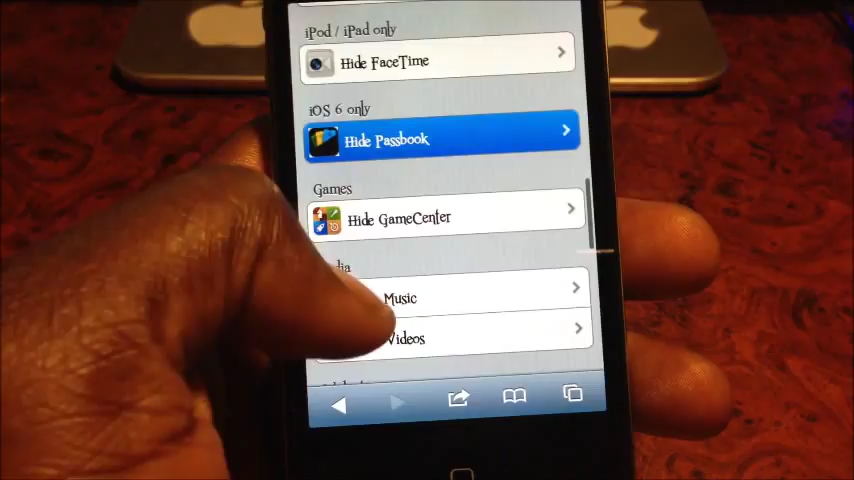 iPod / iPad only
Hide FaceTime
iOS 6 only
Hide Passbook
Games
Hide GameCenter
Music
Videos